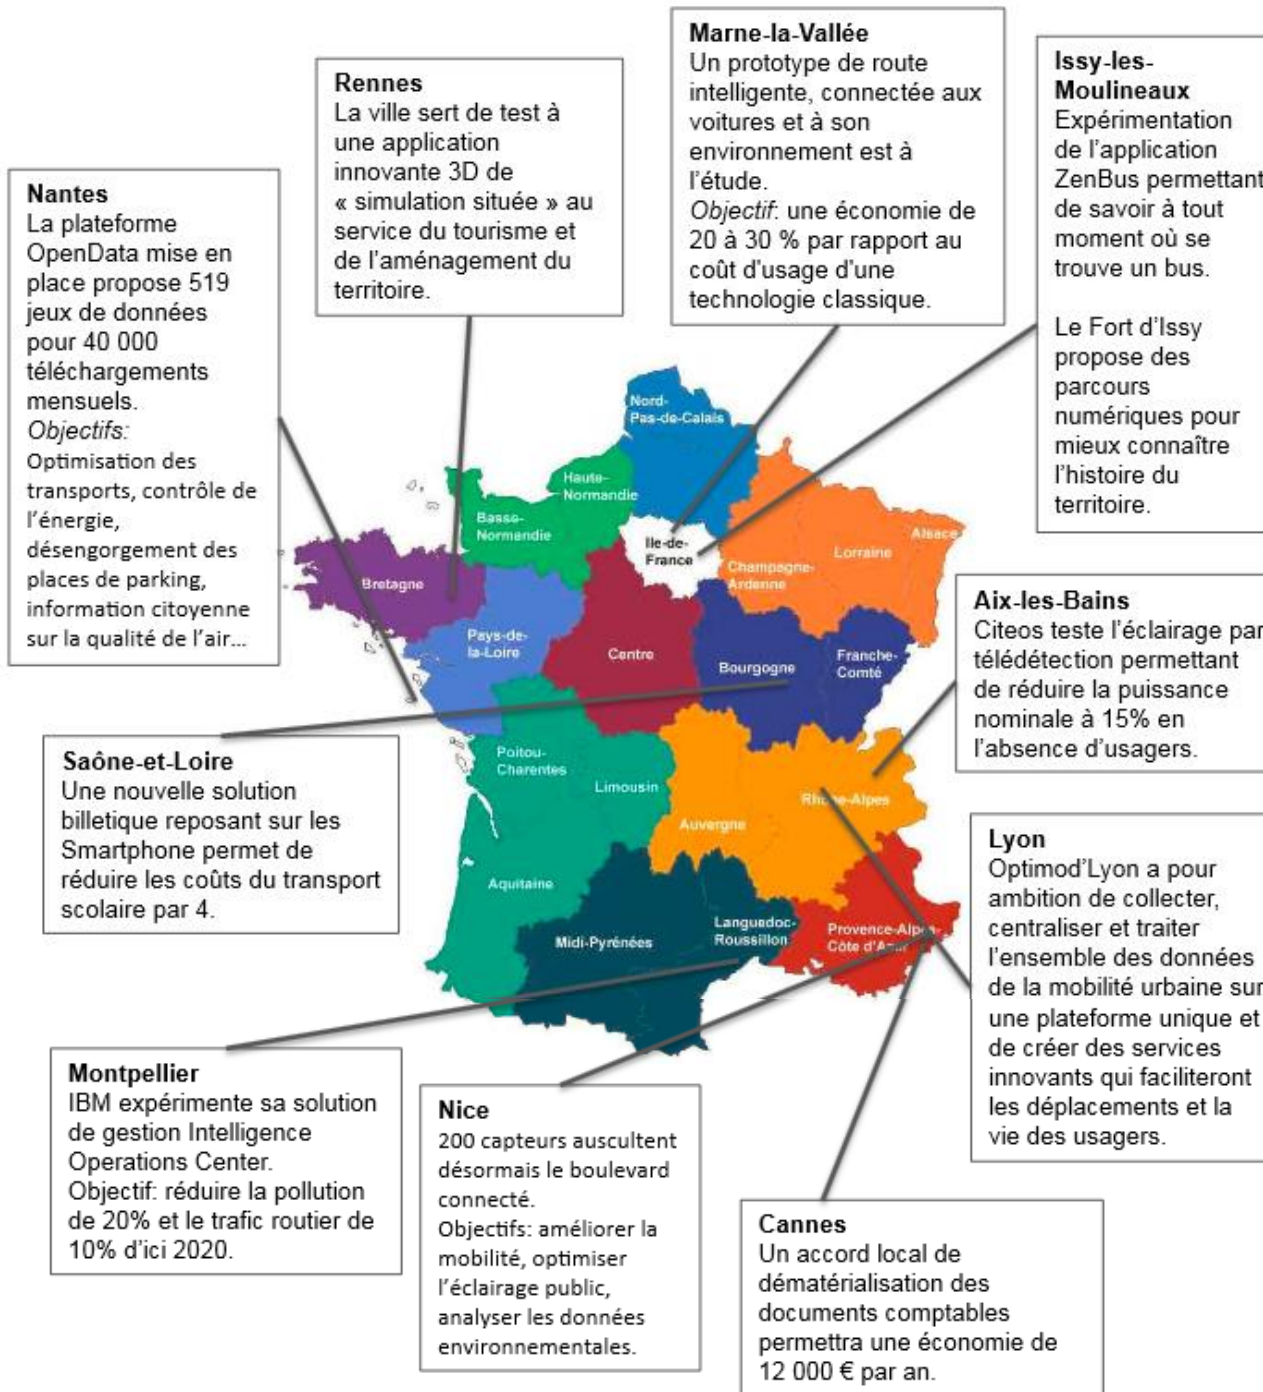 Marne-la-Vallée
Un prototype de route
intelligente, connectée aux
voitures et à son
environnement est à
l'étude.
Objectif: une économie de
20 à 30 % par rapport au
coût d'usage d'une
technologie classique.
Issy-les-
Moulineaux
Expérimentation
de l'application
ZenBus permettant
de savoir à tout
moment où se
trouve un bus.
Le Fort d'Issy
propose des
parcours
numériques pour
mieux connaître
l'histoire du
territoire.
Rennes
La ville sert de test à
une application
innovante 3D de
« simulation située » au
service du tourisme et
de l'aménagement du
territoire.
Nantes
La plateforme
OpenData mise en
place propose 519
jeux de données
pour 40 000
téléchargements
mensuels.
Objectifs:
Optimisation des
transports, contrôle de
l'énergie,
désengorgement des
places de parking,
information citoyenne
sur la qualité de l'air...
Nord-
Pas-de-Calais
Haute-
Normandie
Basse-
Normandie
Ile-de-
France
Champagne-
Ardenne
Lorraine
Alsace
Bretagne
Pays-de-
la-Loire
Centre
Bourgogne
Franche-
Comté
Poitou-
Charentes
Limousin
Auvergne
Rhône-Alpes
Aquitaine
Midi-Pyrénées
Languedoc-
Roussillon
Provence-Alpes-
Côte d'Azur
Aix-les-Bains
Citeos teste l'éclairage par
télédétection permettant
de réduire la puissance
nominale à 15% en
l'absence d'usagers.
Saône-et-Loire
Une nouvelle solution
billetique reposant sur les
Smartphone permet de
réduire les coûts du transport
scolaire par 4.
Lyon
Optimod'Lyon a pour
ambition de collecter,
centraliser et traiter
l'ensemble des données
de la mobilité urbaine sur
une plateforme unique et
de créer des services
innovants qui faciliteront
les déplacements et la
vie des usagers.
Montpellier
IBM expérimente sa solution
de gestion Intelligence
Operations Center.
Objectif: réduire la pollution
de 20% et le trafic routier de
10% d'ici 2020.
Nice
200 capteurs auscultent
désormais le boulevard
connecté.
Objectifs: améliorer la
mobilité, optimiser
l'éclairage public,
analyser les données
environnementales.
Cannes
Un accord local de
dématérialisation des
documents comptables
permettra une économie de
12 000 € par an.